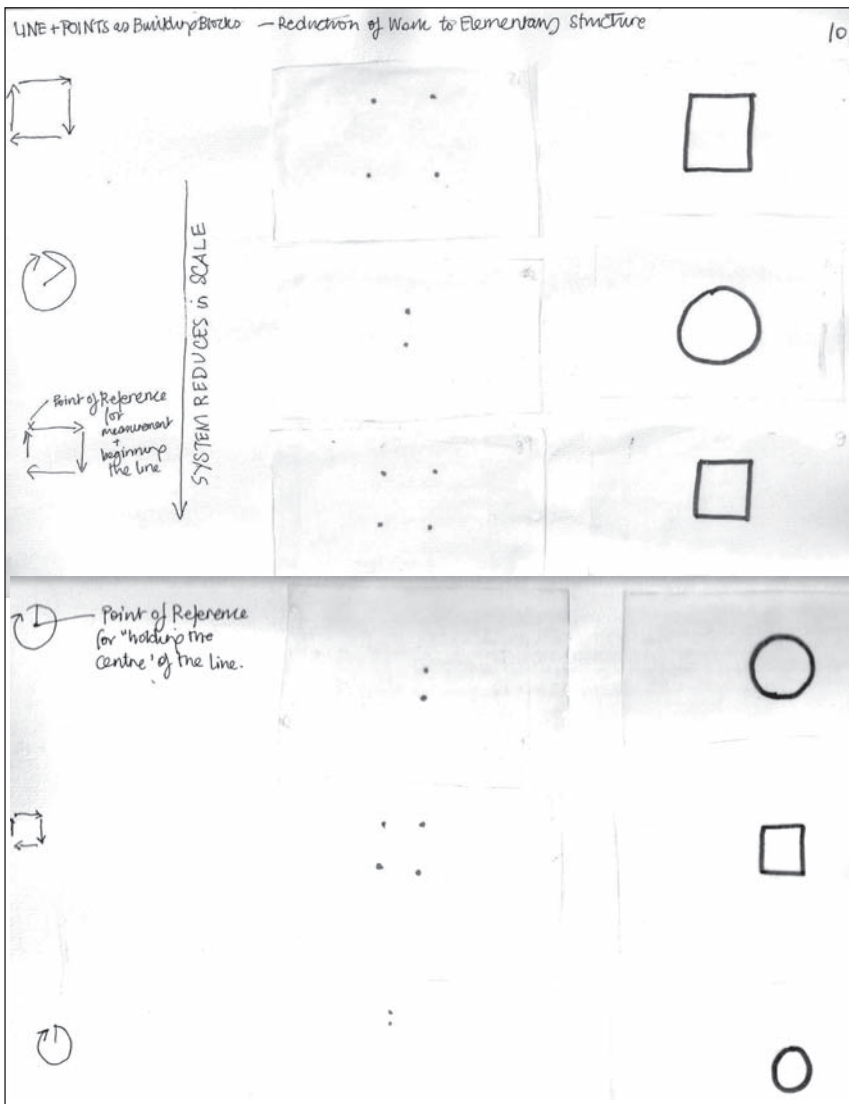 LINE + POINTS as Building Blocks — Reduction of Work to Elementary Structure
10
SYSTEM REDUCES in SCALE
Point of Reference
for
measurement
+
beginning
the line
Point of Reference
for "holding the
centre' of the line.